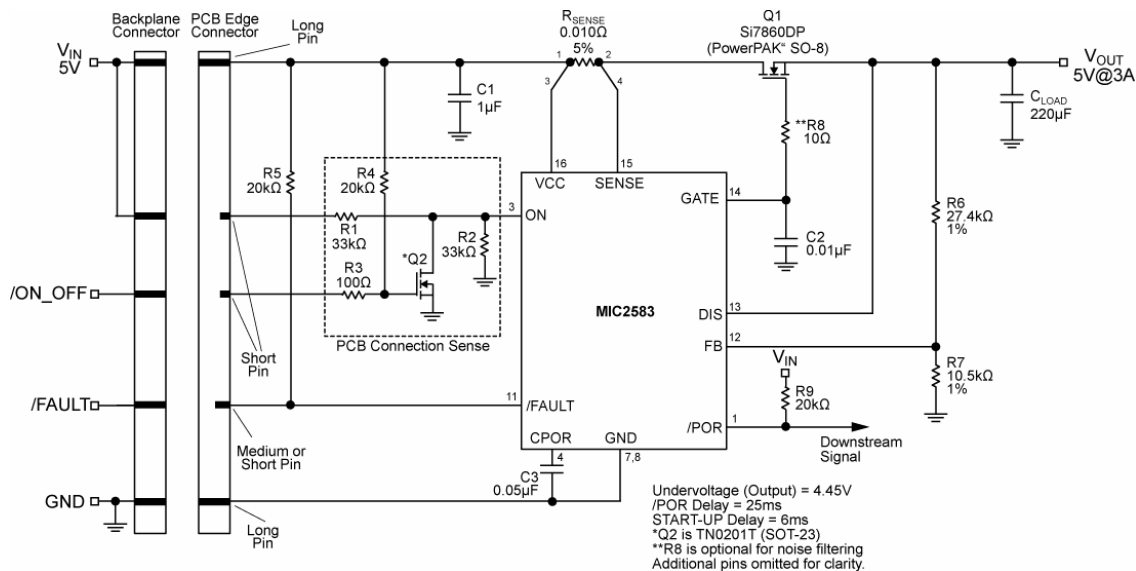 Backplane
Connector
PCB Edge
Connector
Long
Pin
VIN
5V
RSENSE
0.010Ω
5%
1
2
3
4
Q1
Si7860DP
(PowerPAK“ SO-8)
VOUT
5V@3A
C1
1µF
CLOAD
220µF
**R8
10Ω
R5
20kΩ
R4
20kΩ
16
15
VCC
SENSE
GATE
14
3
ON
R1
33kΩ
R2
33kΩ
R3
100Ω
*Q2
PCB Connection Sense
C2
0.01µF
R6
27.4kΩ
1%
/ON_OFF
MIC2583
DIS
13
FB
12
Short
Pin
VIN
R7
10.5kΩ
1%
R9
20kΩ
/FAULT
11
/FAULT
/POR
1
Downstream
Signal
Medium or
Short Pin
CPOR
GND
4
7,8
C3
0.05µF
GND
Long
Pin
Undervoltage (Output) = 4.45V
/POR Delay = 25ms
START-UP Delay = 6ms
*Q2 is TN0201T (SOT-23)
**R8 is optional for noise filtering
Additional pins omitted for clarity.